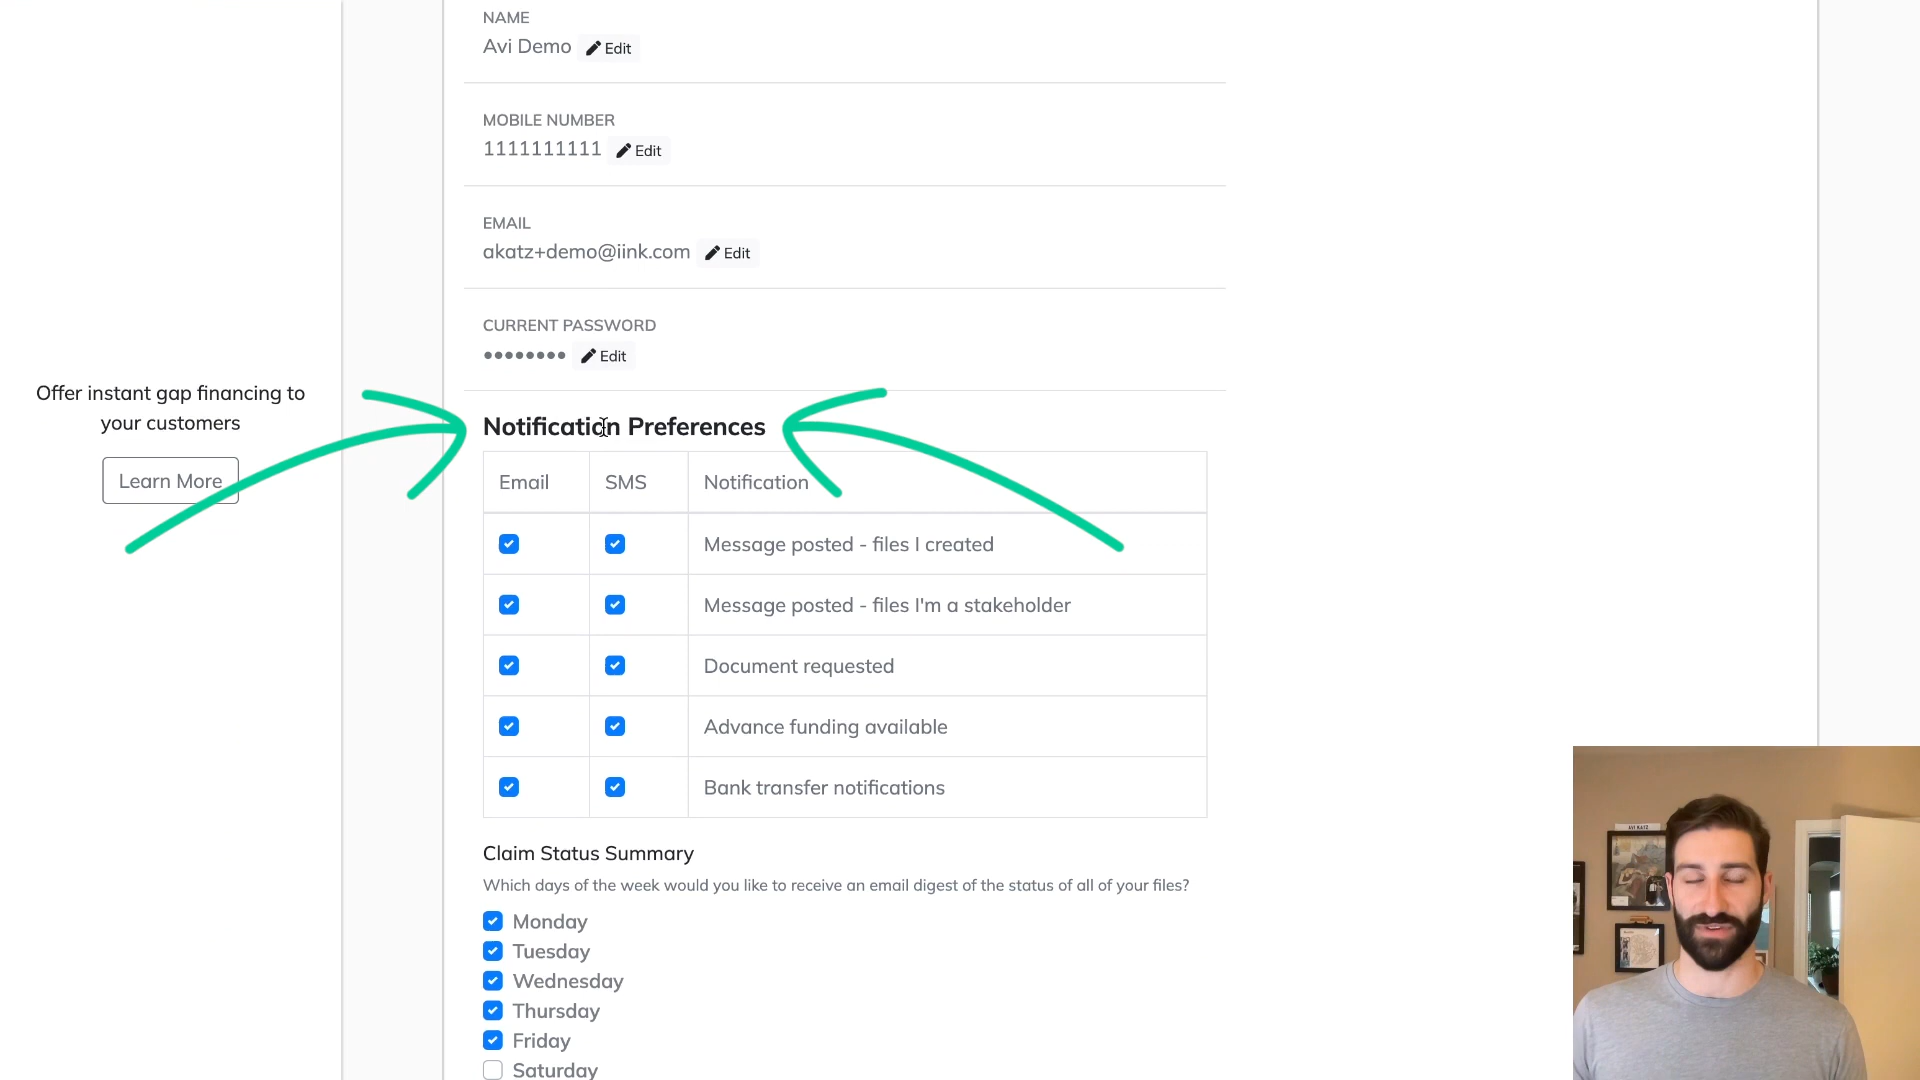 NAME
Avi Demo Edit
MOBILE NUMBER
1111111111 Edit
EMAIL
akatz+demo@iink.com Edit
CURRENT PASSWORD
•••••••• Edit
Offer instant gap financing to
your customers
Learn More
Notification Preferences
Email SMS Notification
Message posted - files I created
Message posted - files I'm a stakeholder
Document requested
Advance funding available
Bank transfer notifications
Claim Status Summary
Which days of the week would you like to receive an email digest of the status of all of your files?
Monday
Tuesday
Wednesday
Thursday
Friday
Saturday
AVI KATZ